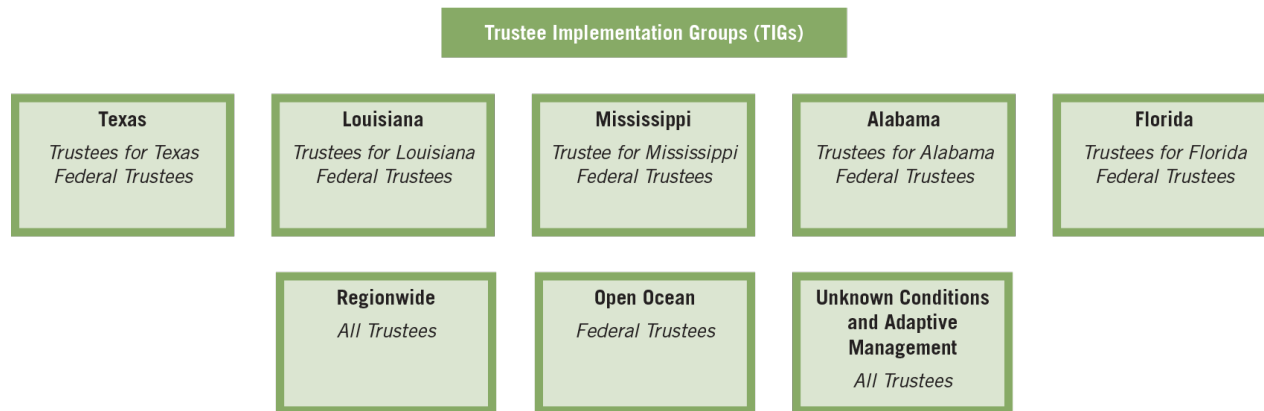 Trustee Implementation Groups (TIGs)
Texas
Trustees for Texas
Federal Trustees
Louisiana
Trustees for Louisiana
Federal Trustees
Mississippi
Trustee for Mississippi
Federal Trustees
Alabama
Trustees for Alabama
Federal Trustees
Florida
Trustees for Florida
Federal Trustees
Regionwide
All Trustees
Open Ocean
Federal Trustees
Unknown Conditions
and Adaptive
Management
All Trustees